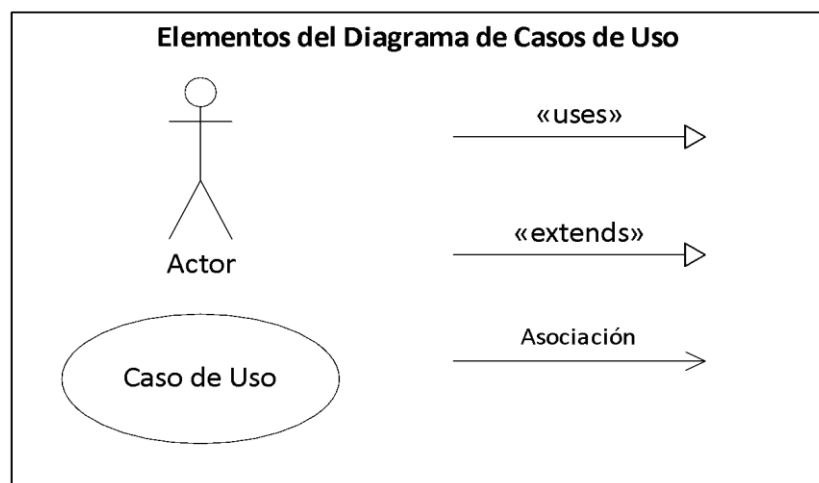 Elementos del Diagrama de Casos de Uso
«uses»
«extends»
Actor
Asociación
Caso de Uso